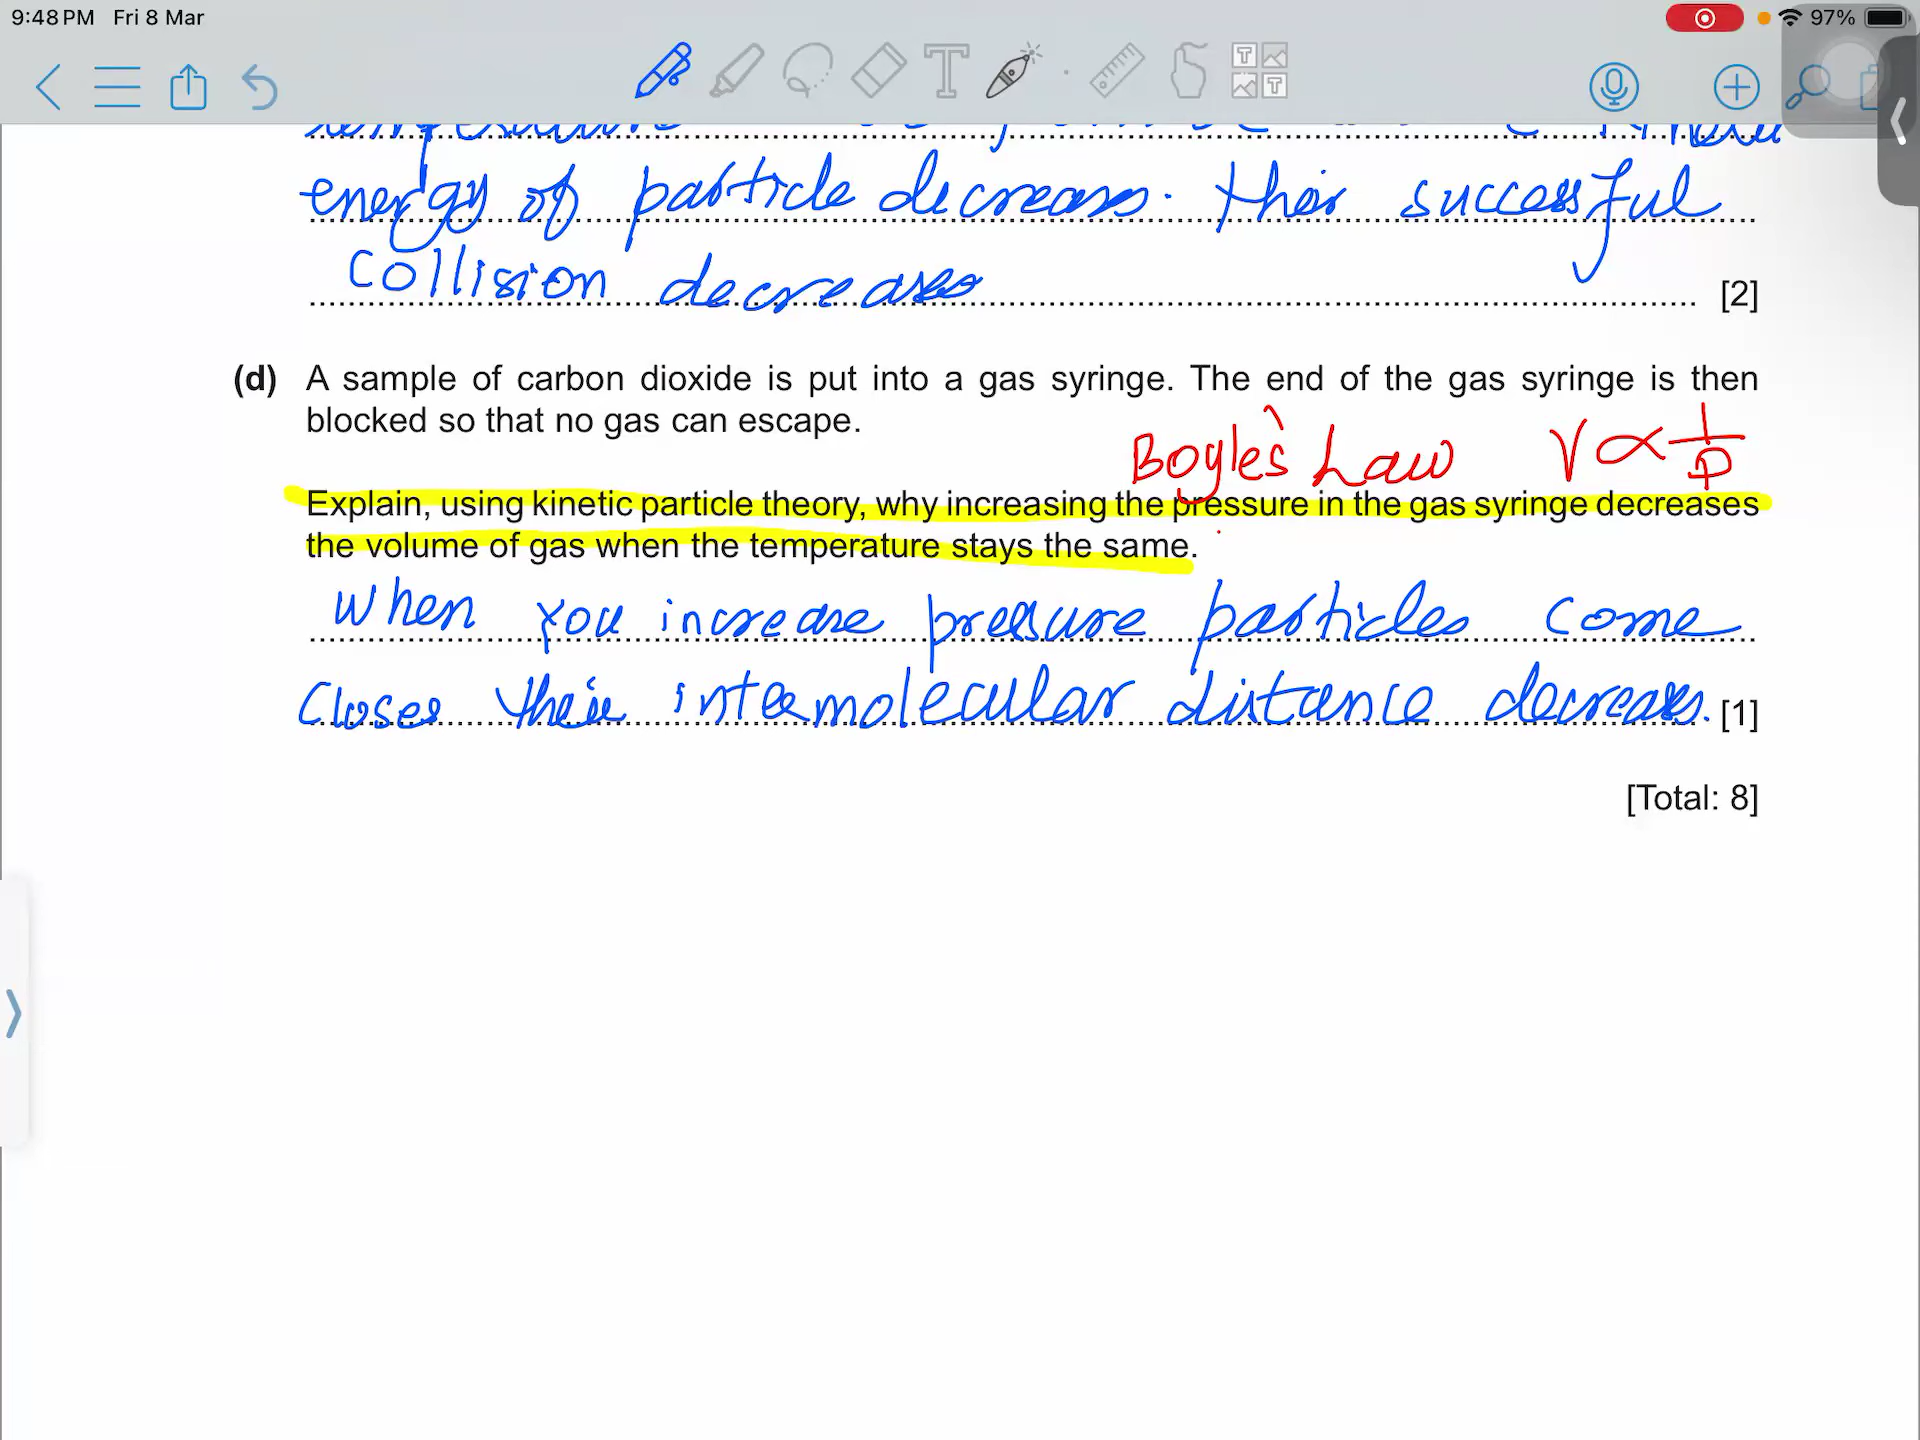 9:48 PM Fri 8 Mar
97%
energy of particle decreases. their successful
collision decreases
[2]
(d) A sample of carbon dioxide is put into a gas syringe. The end of the gas syringe is then
blocked so that no gas can escape.
Boyle's Law V ∝ 1/P
Explain, using kinetic particle theory, why increasing the pressure in the gas syringe decreases
the volume of gas when the temperature stays the same.
When you increase pressure particles come
closer their intermolecular distance decreases. [1]
[Total: 8]